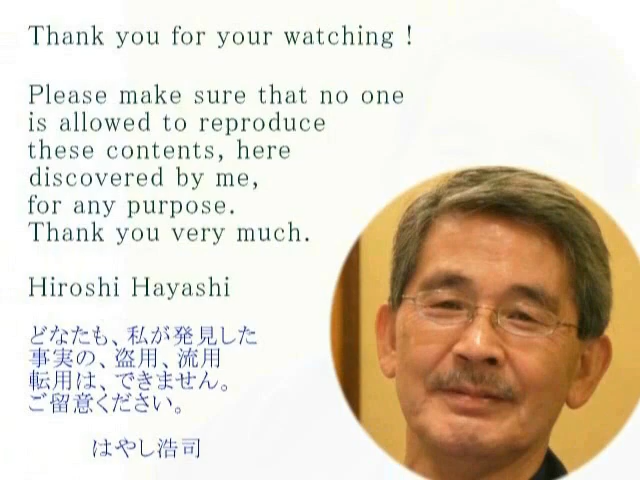 Thank you for your watching !
Please make sure that no one
is allowed to reproduce
these contents, here
discovered by me,
for any purpose.
Thank you very much.
Hiroshi Hayashi
どなたも、私が発見した
事実の、盗用、流用
転用は、できません。
ご留意ください。
はやし浩司